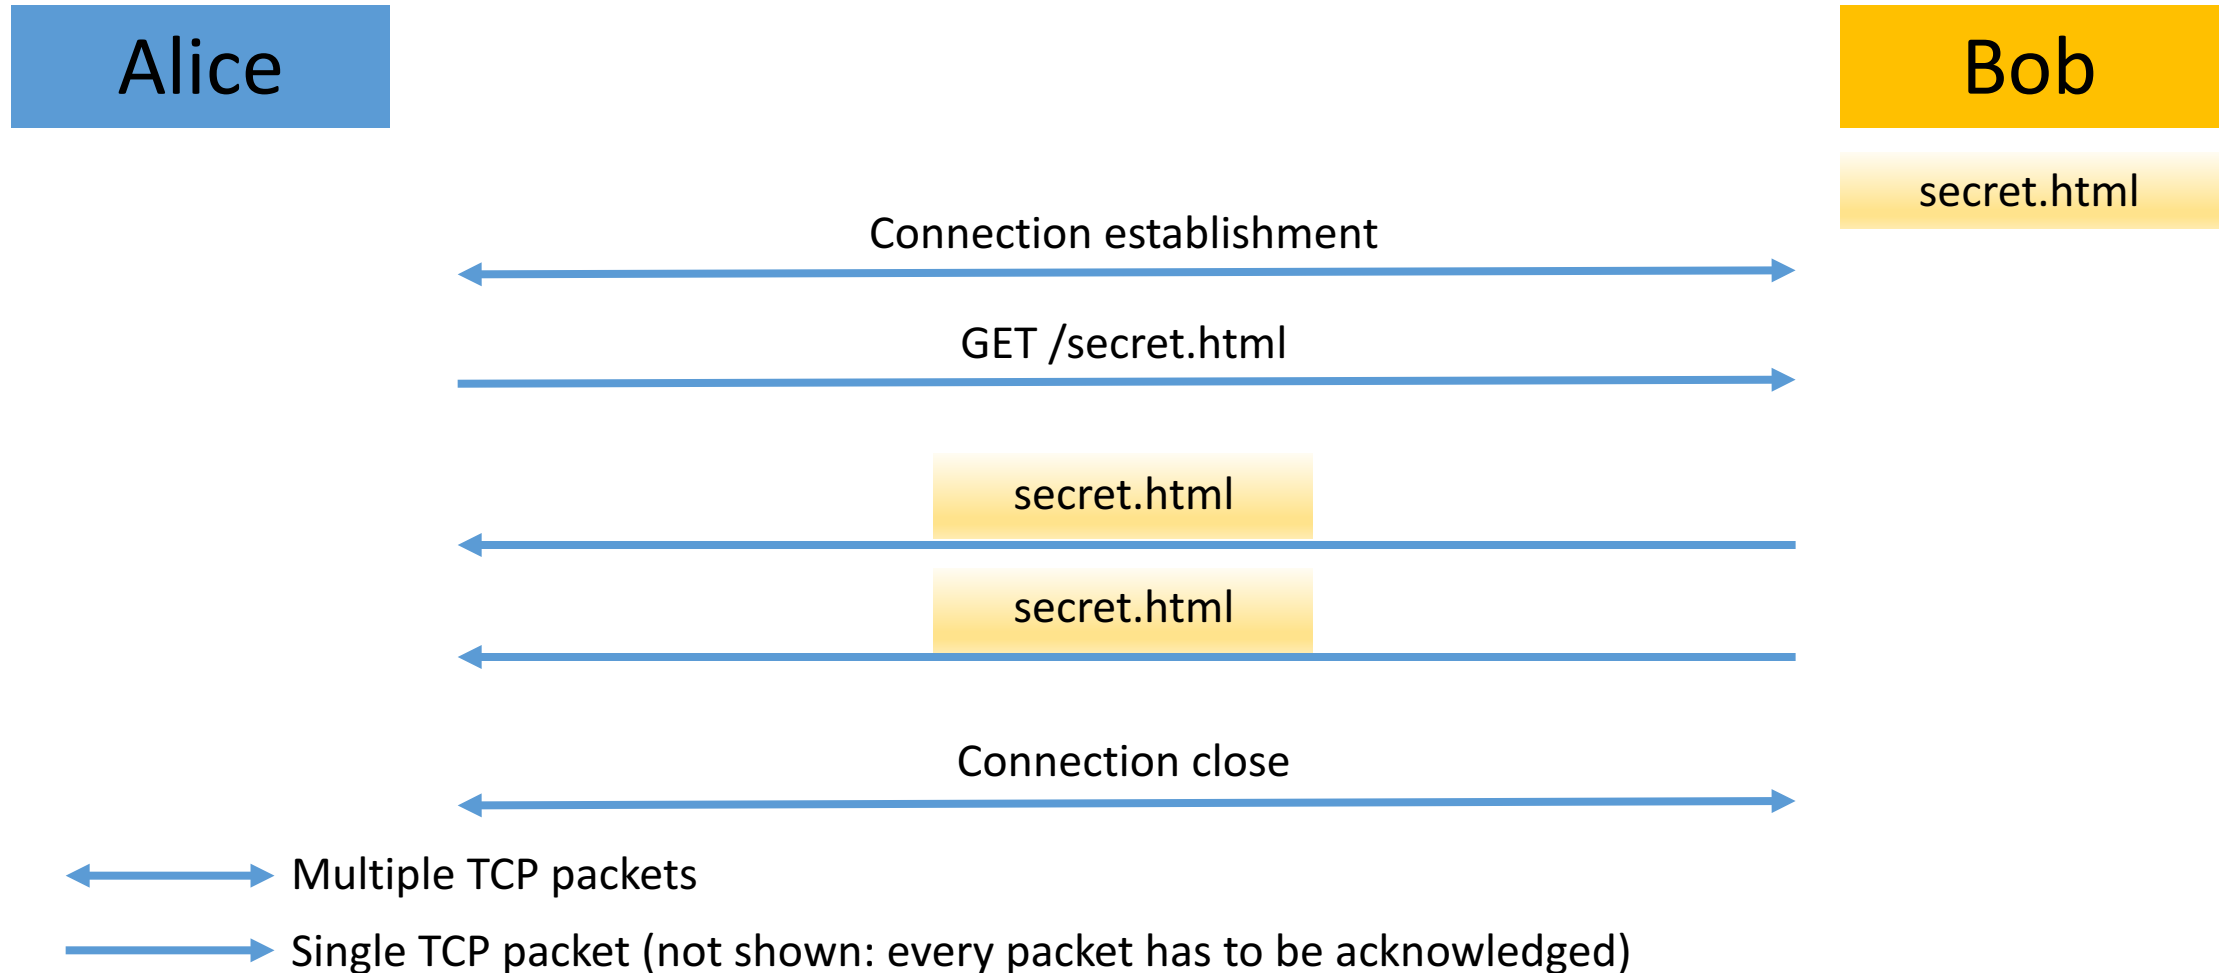 Alice
Bob
secret.html
Connection establishment
GET /secret.html
secret.html
secret.html
Connection close
Multiple TCP packets
Single TCP packet (not shown: every packet has to be acknowledged)